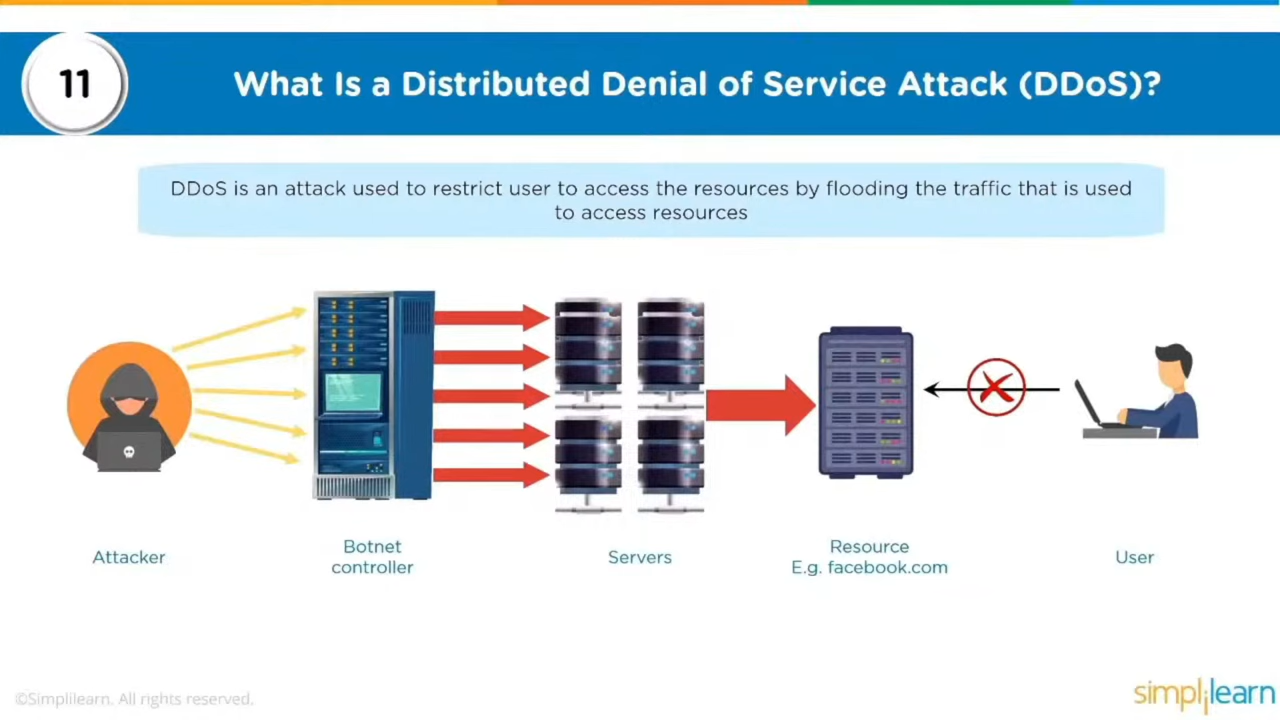 11
What Is a Distributed Denial of Service Attack (DDoS)?
DDoS is an attack used to restrict user to access the resources by flooding the traffic that is used
to access resources
Attacker
Botnet
controller
Servers
Resource
E.g. facebook.com
User
©Simplilearn. All rights reserved.
simplilearn